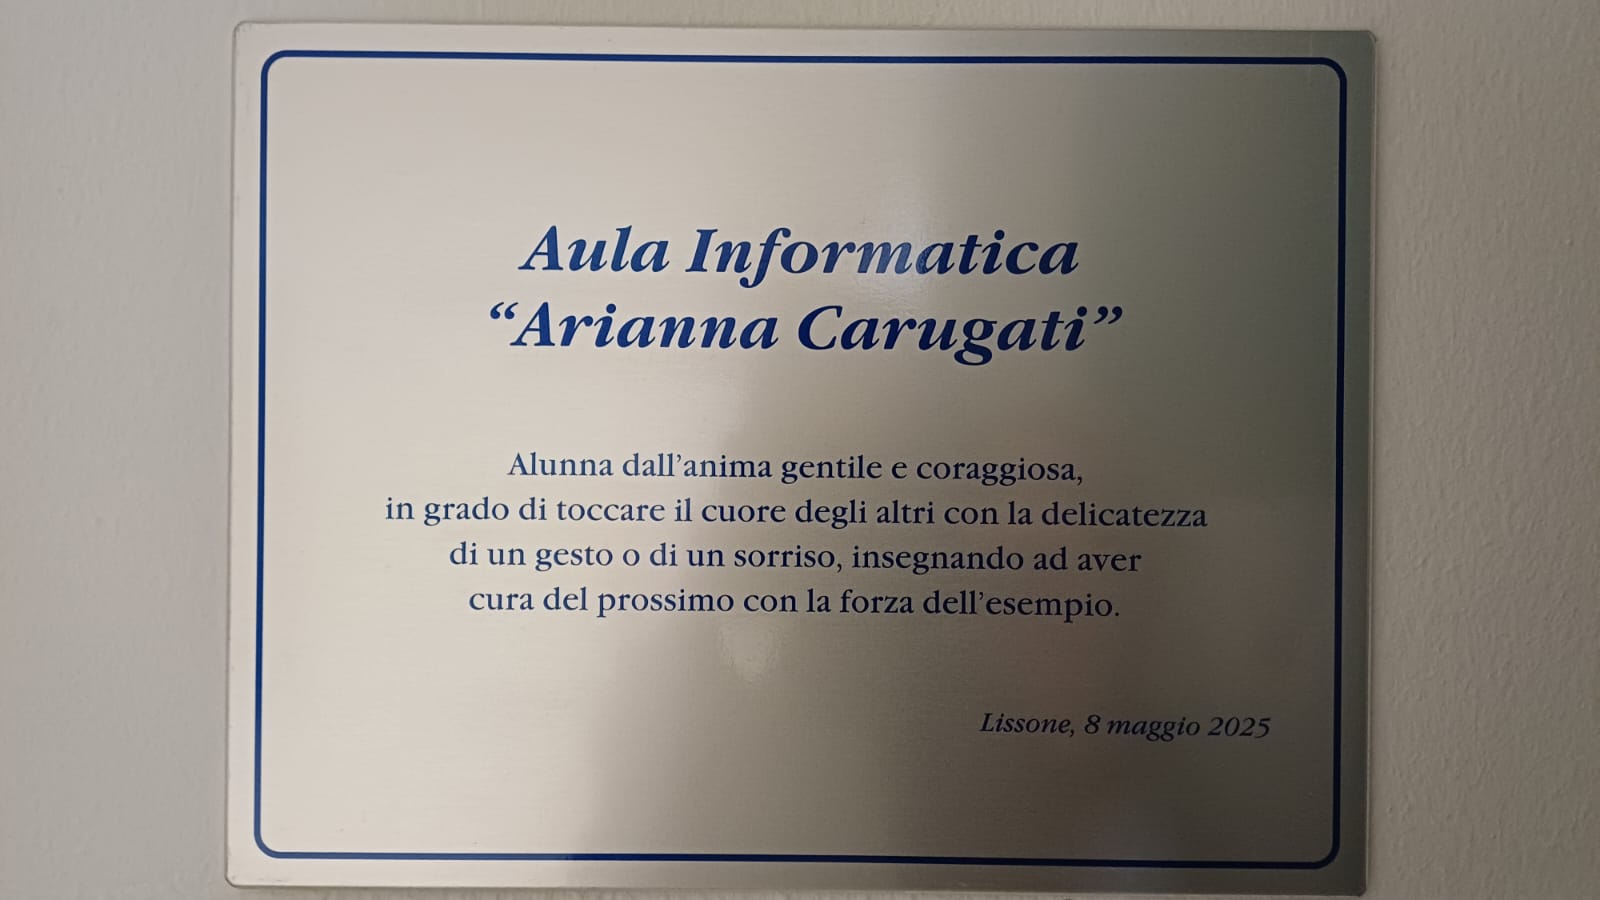 Aula Informatica
“Arianna Carugati”
Alunna dall’anima gentile e coraggiosa,
in grado di toccare il cuore degli altri con la delicatezza
di un gesto o di un sorriso, insegnando ad aver
cura del prossimo con la forza dell’esempio.
Lissone, 8 maggio 2025